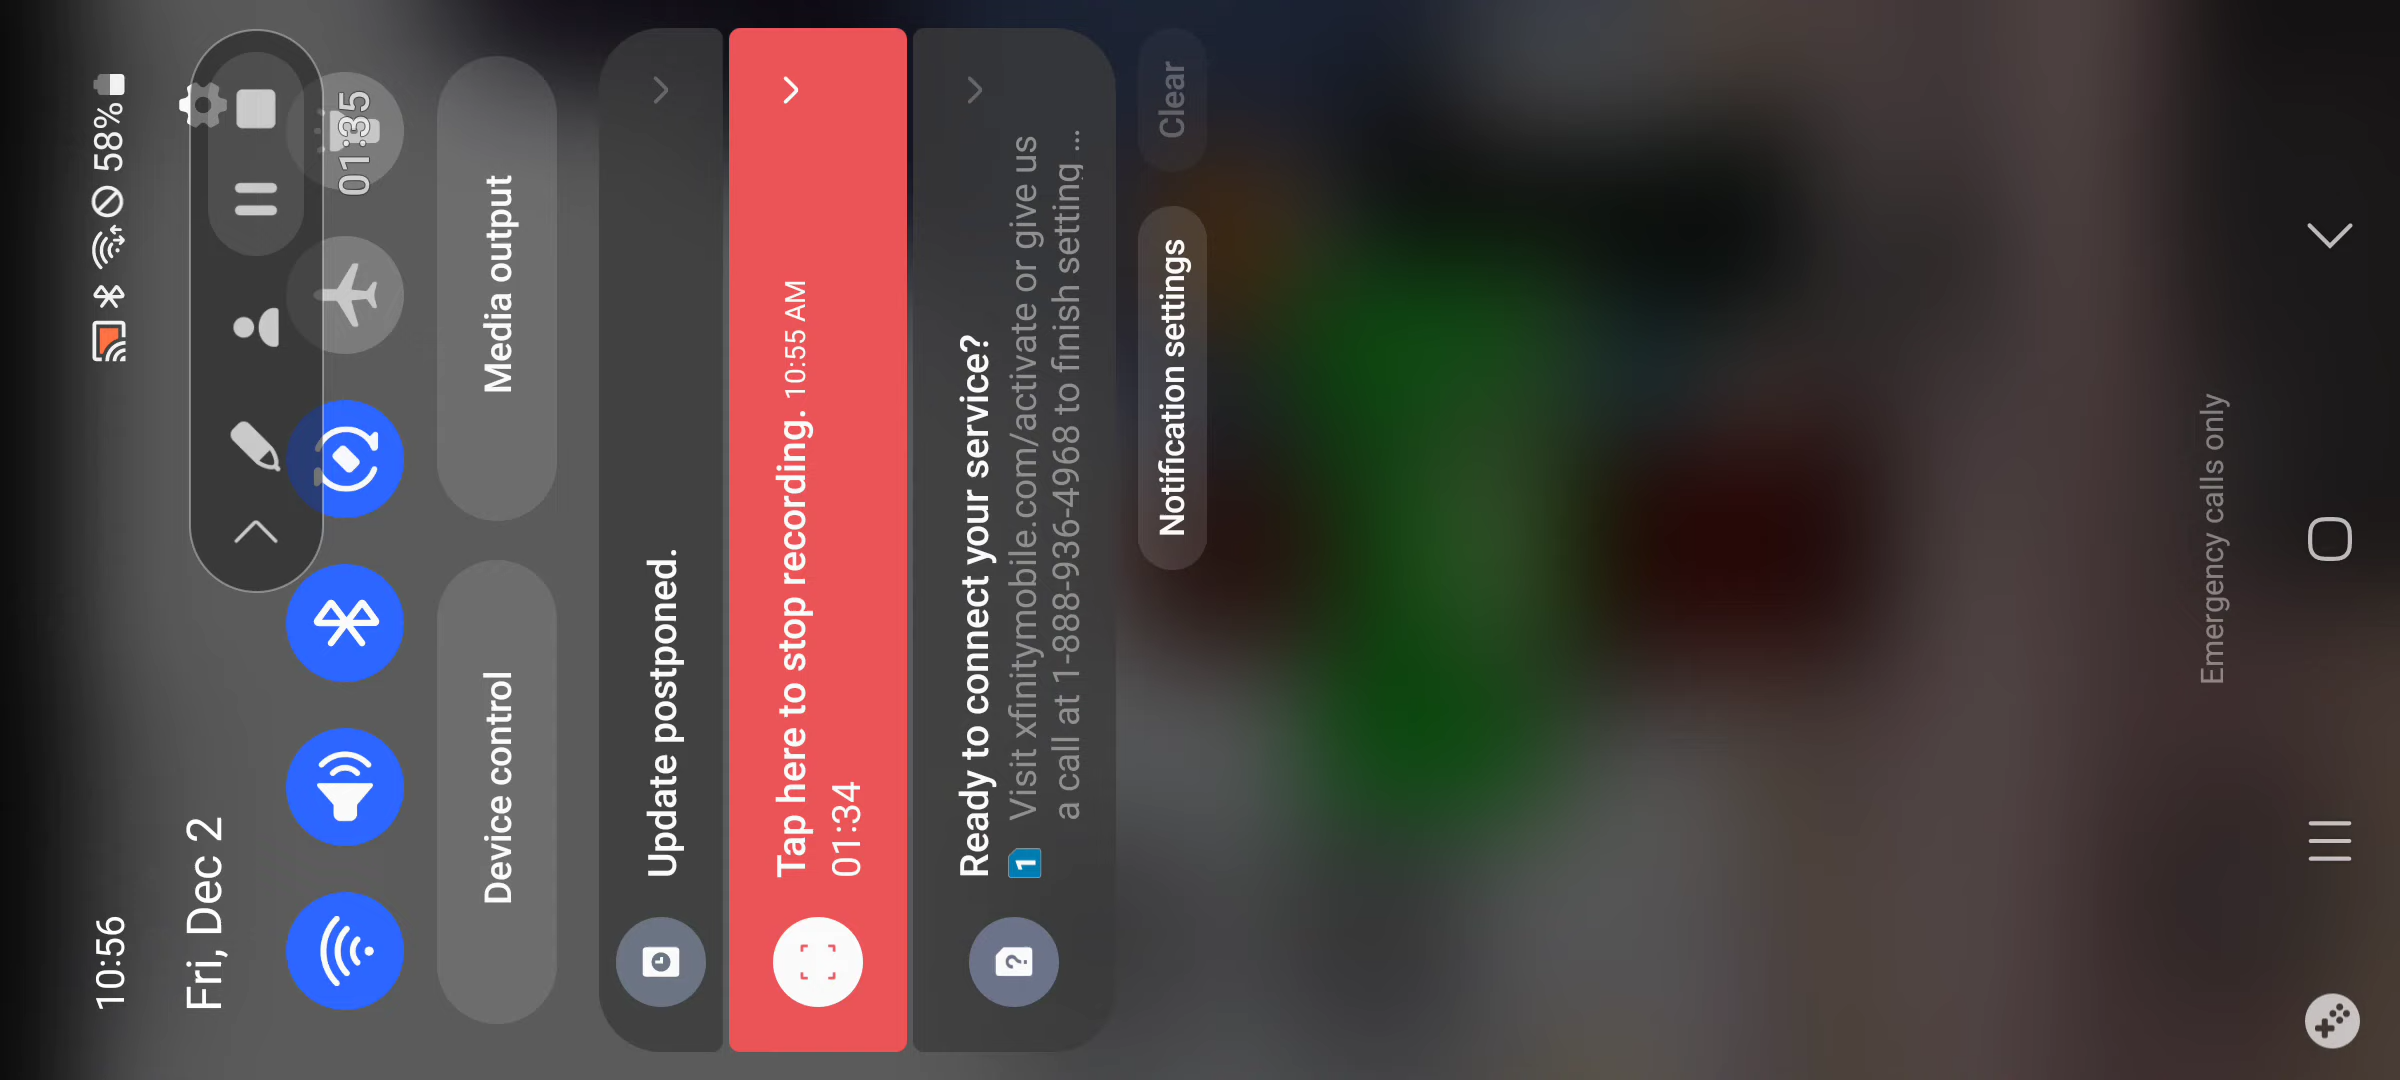 10:56
58%
Fri, Dec 2
01:35
Device control
Media output
Update postponed.
Tap here to stop recording. 10:55 AM
01:34
Ready to connect your service?
1 Visit xfinitymobile.com/activate or give us
a call at 1-888-936-4968 to finish setting ...
Notification settings
Clear
Emergency calls only